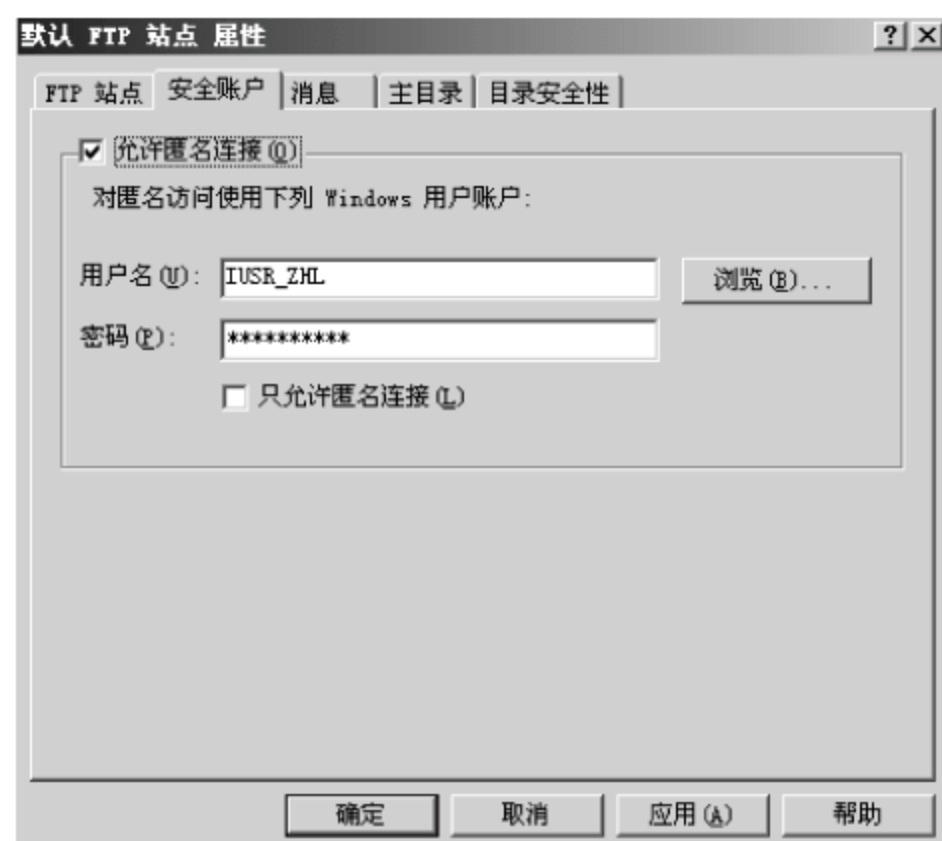 默认 FTP 站点 属性
FTP 站点 安全账户 消息 主目录 目录安全性
允许匿名连接(O)
对匿名访问使用下列 Windows 用户账户:
用户名(U): IUSR_ZHL 浏览(B)...
密码(P): **********
只允许匿名连接(L)
确定 取消 应用(A) 帮助